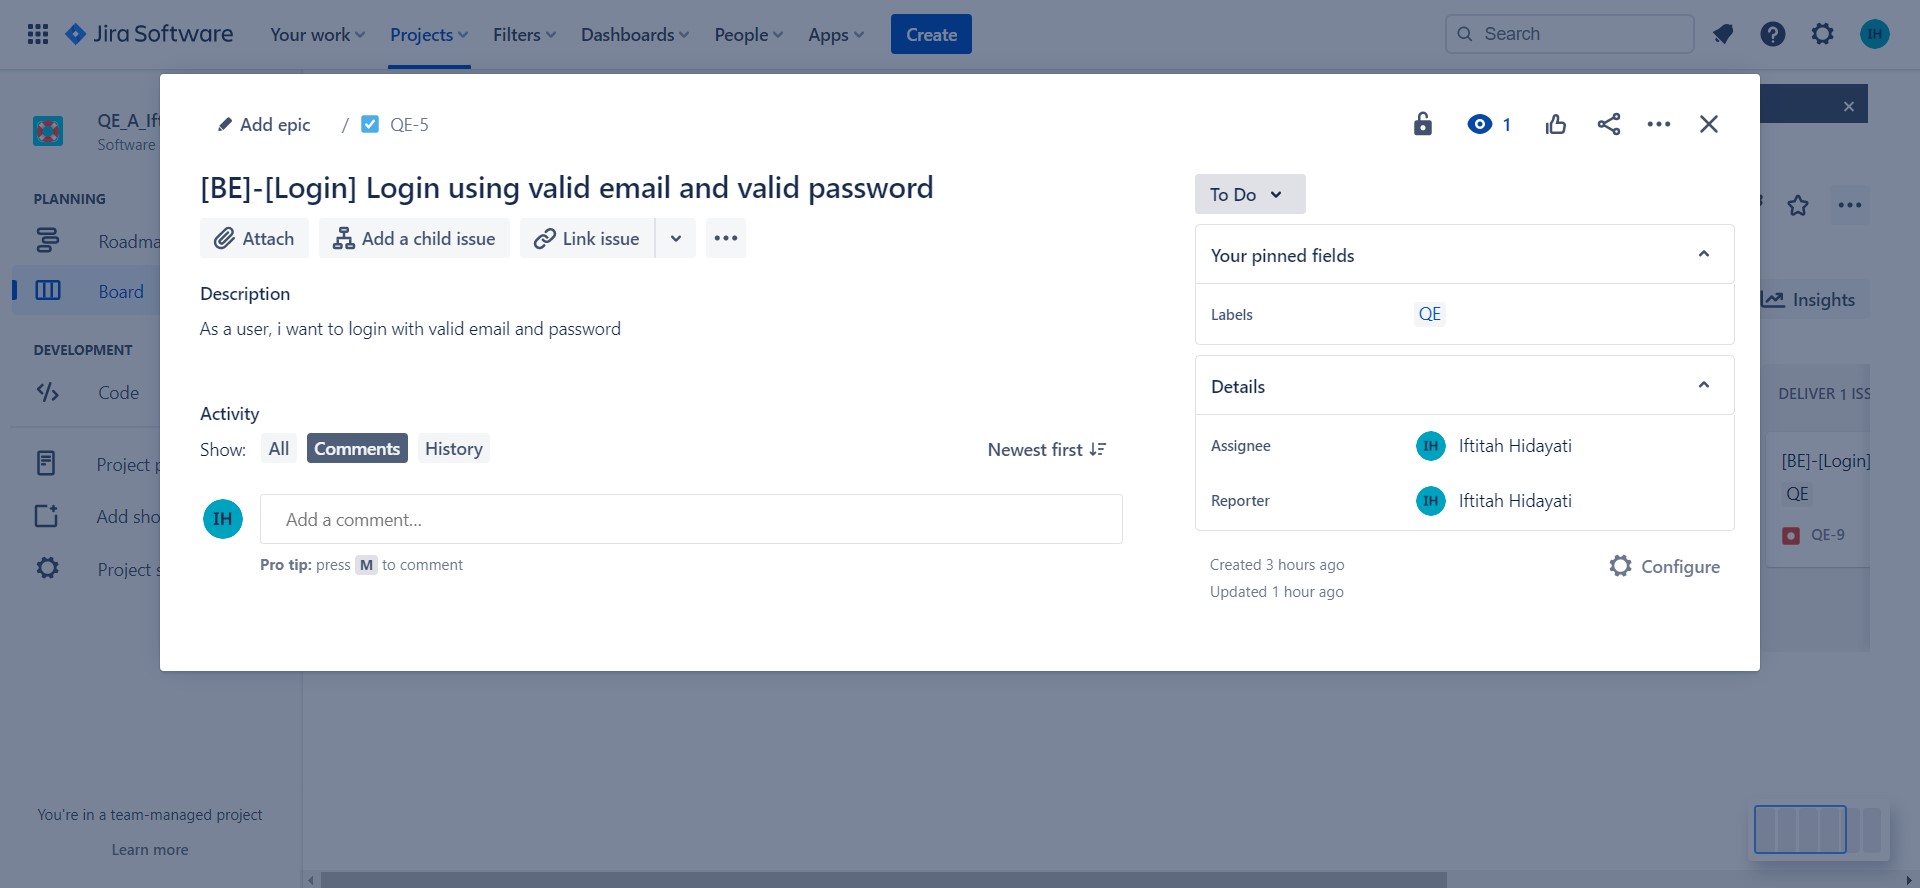 Jira Software
Your work
Projects
Filters
Dashboards
People
Apps
Create
Search
IH
QE_A_Ift
Software
PLANNING
Roadma
Board
DEVELOPMENT
Code
Project p
Add sho
Project s
You're in a team-managed project
Learn more
Add epic / QE-5
1
[BE]-[Login] Login using valid email and valid password
Attach
Add a child issue
Link issue
Description
As a user, i want to login with valid email and password
Activity
Show: All Comments History
Newest first
IH
Add a comment...
Pro tip: press M to comment
To Do
Your pinned fields
Labels QE
Details
Assignee IH Iftitah Hidayati
Reporter IH Iftitah Hidayati
Created 3 hours ago
Updated 1 hour ago
Configure
Insights
DELIVER 1 ISS
[BE]-[Login]
QE
QE-9